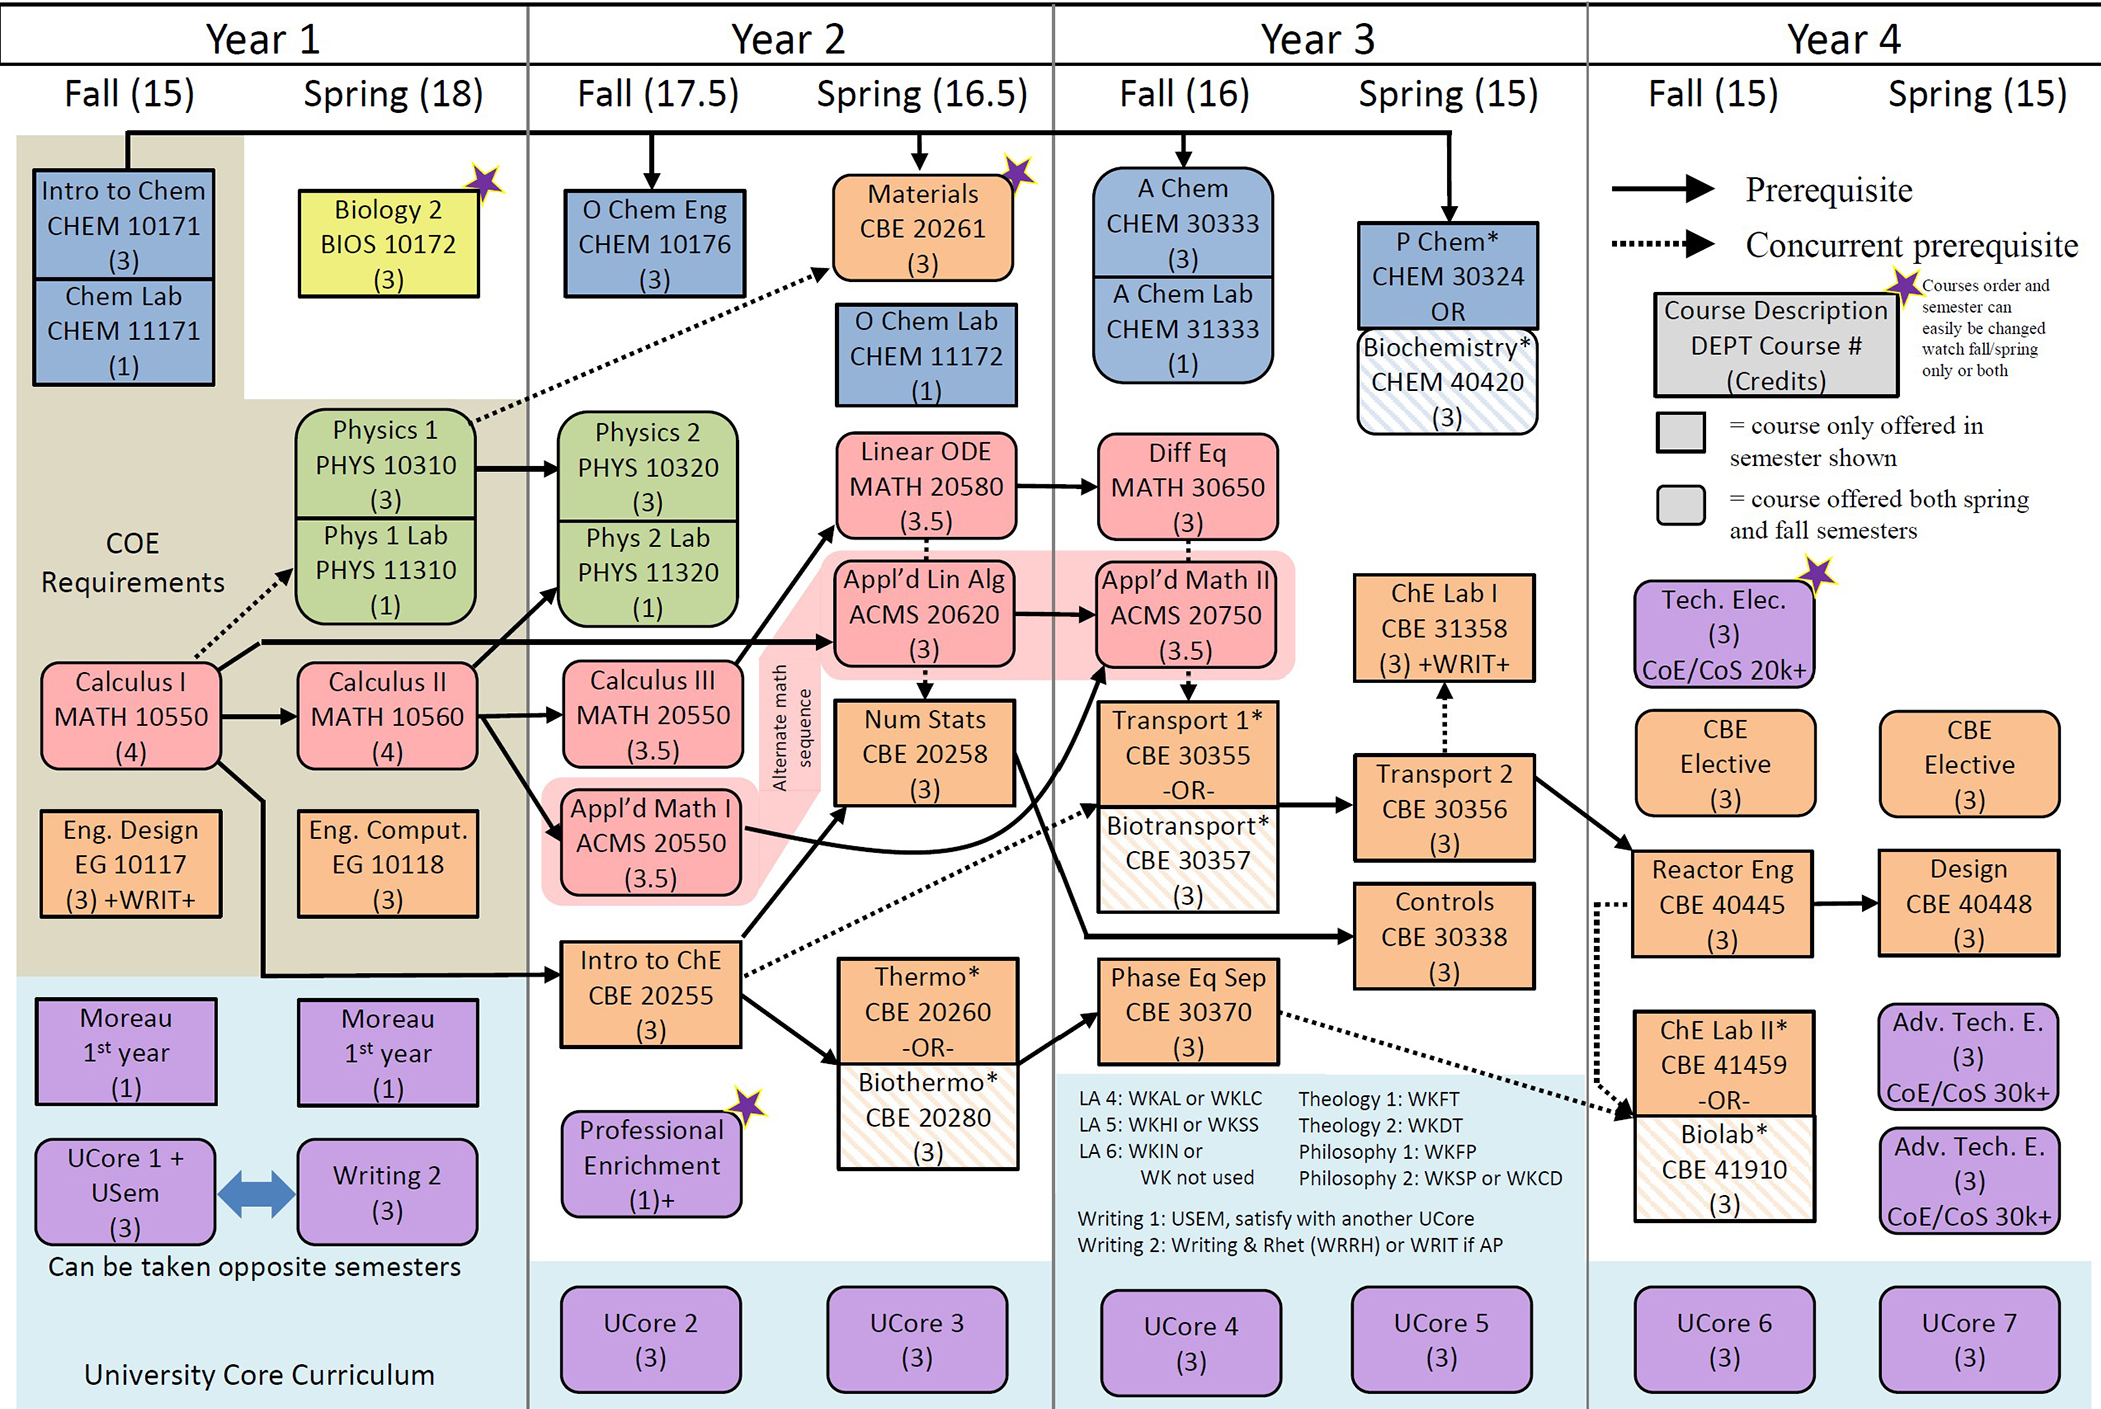 Year 1
Year 2
Year 3
Year 4
Fall (15)
Spring (18)
Fall (17.5)
Spring (16.5)
Fall (16)
Spring (15)
Fall (15)
Spring (15)
Intro to Chem
CHEM 10171
(3)
Chem Lab
CHEM 11171
(1)
COE
Requirements
Calculus I
MATH 10550
(4)
Eng. Design
EG 10117
(3) +WRIT+
Moreau
1st year
(1)
UCore 1 +
USem
(3)
Biology 2
BIOS 10172
(3)
Physics 1
PHYS 10310
(3)
Phys 1 Lab
PHYS 11310
(1)
Calculus II
MATH 10560
(4)
Eng. Comput.
EG 10118
(3)
Moreau
1st year
(1)
Writing 2
(3)
Can be taken opposite semesters
University Core Curriculum
O Chem Eng
CHEM 10176
(3)
Physics 2
PHYS 10320
(3)
Phys 2 Lab
PHYS 11320
(1)
Calculus III
MATH 20550
(3.5)
Appl'd Math I
ACMS 20550
(3.5)
Intro to ChE
CBE 20255
(3)
Professional
Enrichment
(1)+
UCore 2
(3)
Alternate math
sequence
Materials
CBE 20261
(3)
O Chem Lab
CHEM 11172
(1)
Linear ODE
MATH 20580
(3.5)
Appl'd Lin Alg
ACMS 20620
(3)
Num Stats
CBE 20258
(3)
Thermo*
CBE 20260
-OR-
Biothermo*
CBE 20280
(3)
UCore 3
(3)
A Chem
CHEM 30333
(3)
A Chem Lab
CHEM 31333
(1)
Diff Eq
MATH 30650
(3)
Appl'd Math II
ACMS 20750
(3.5)
Transport 1*
CBE 30355
-OR-
Biotransport*
CBE 30357
(3)
Phase Eq Sep
CBE 30370
(3)
LA 4: WKAL or WKLC
LA 5: WKHI or WKSS
LA 6: WKIN or
WK not used
Theology 1: WKFT
Theology 2: WKDT
Philosophy 1: WKFP
Philosophy 2: WKSP or WKCD
Writing 1: USEM, satisfy with another UCore
Writing 2: Writing & Rhet (WRRH) or WRIT if AP
UCore 4
(3)
P Chem*
CHEM 30324
OR
Biochemistry*
CHEM 40420
(3)
ChE Lab I
CBE 31358
(3) +WRIT+
Transport 2
CBE 30356
(3)
Controls
CBE 30338
(3)
UCore 5
(3)
Prerequisite
Concurrent prerequisite
Course Description
DEPT Course #
(Credits)
Courses order and
semester can
easily be changed
watch fall/spring
only or both
= course only offered in
semester shown
= course offered both spring
and fall semesters
Tech. Elec.
(3)
CoE/CoS 20k+
CBE
Elective
(3)
Reactor Eng
CBE 40445
(3)
ChE Lab II*
CBE 41459
-OR-
Biolab*
CBE 41910
(3)
UCore 6
(3)
CBE
Elective
(3)
Design
CBE 40448
(3)
Adv. Tech. E.
(3)
CoE/CoS 30k+
Adv. Tech. E.
(3)
CoE/CoS 30k+
UCore 7
(3)